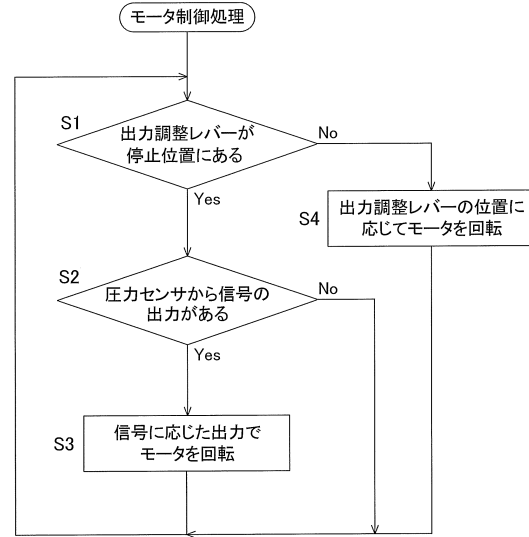 モータ制御処理
S1
出力調整レバーが
停止位置にある
No
Yes
S4
出力調整レバーの位置に
応じてモータを回転
S2
圧力センサから信号の
出力がある
No
Yes
S3
信号に応じた出力で
モータを回転